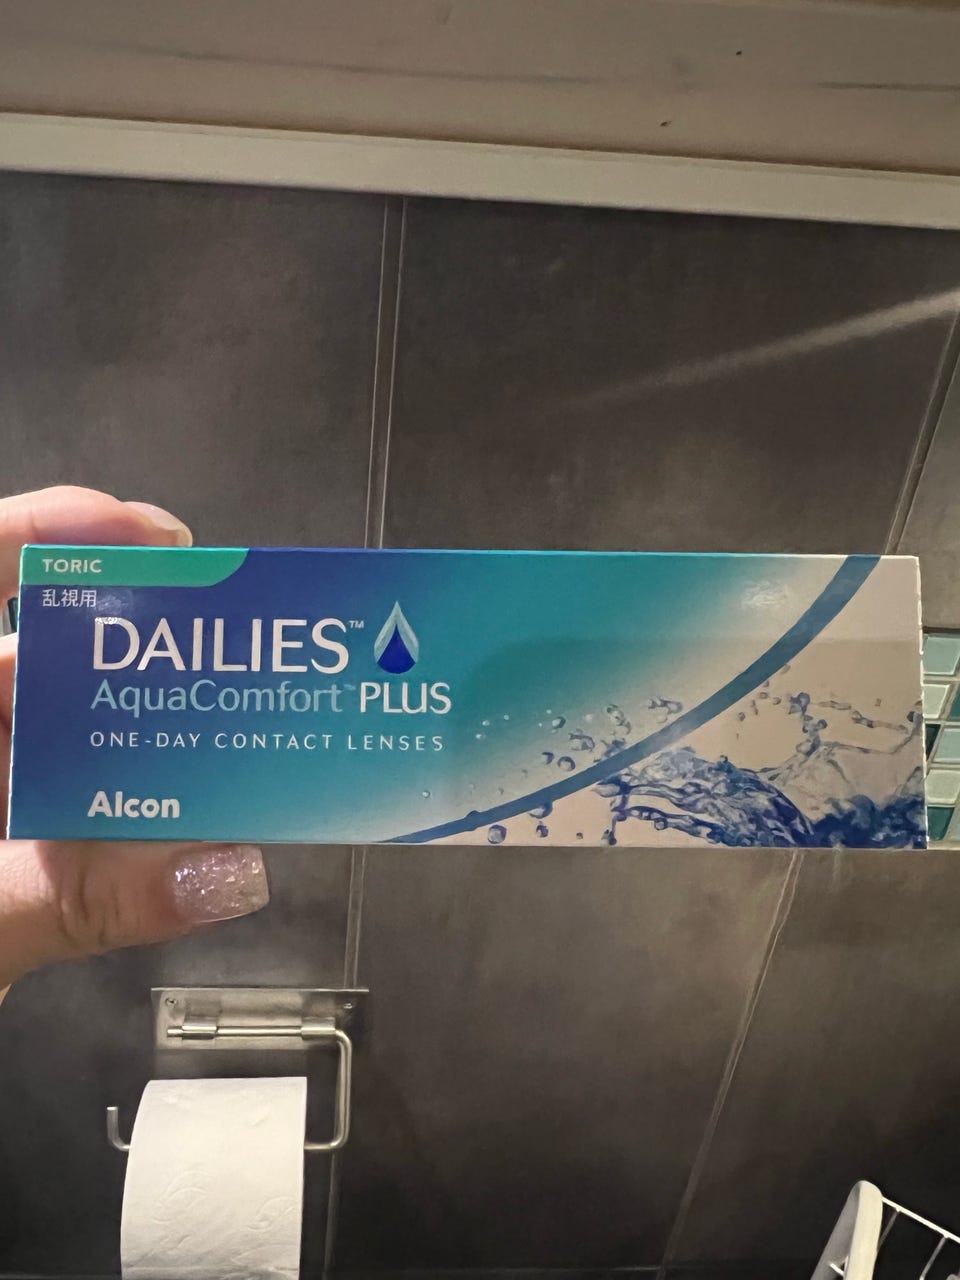 TORIC
乱視用
DAILIES™
AquaComfort™ PLUS
ONE-DAY CONTACT LENSES
Alcon